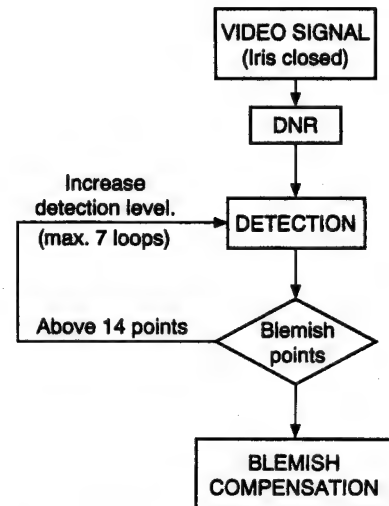 VIDEO SIGNAL
(Iris closed)
DNR
Increase
detection level.
(max. 7 loops)
DETECTION
Above 14 points
Blemish
points
BLEMISH
COMPENSATION